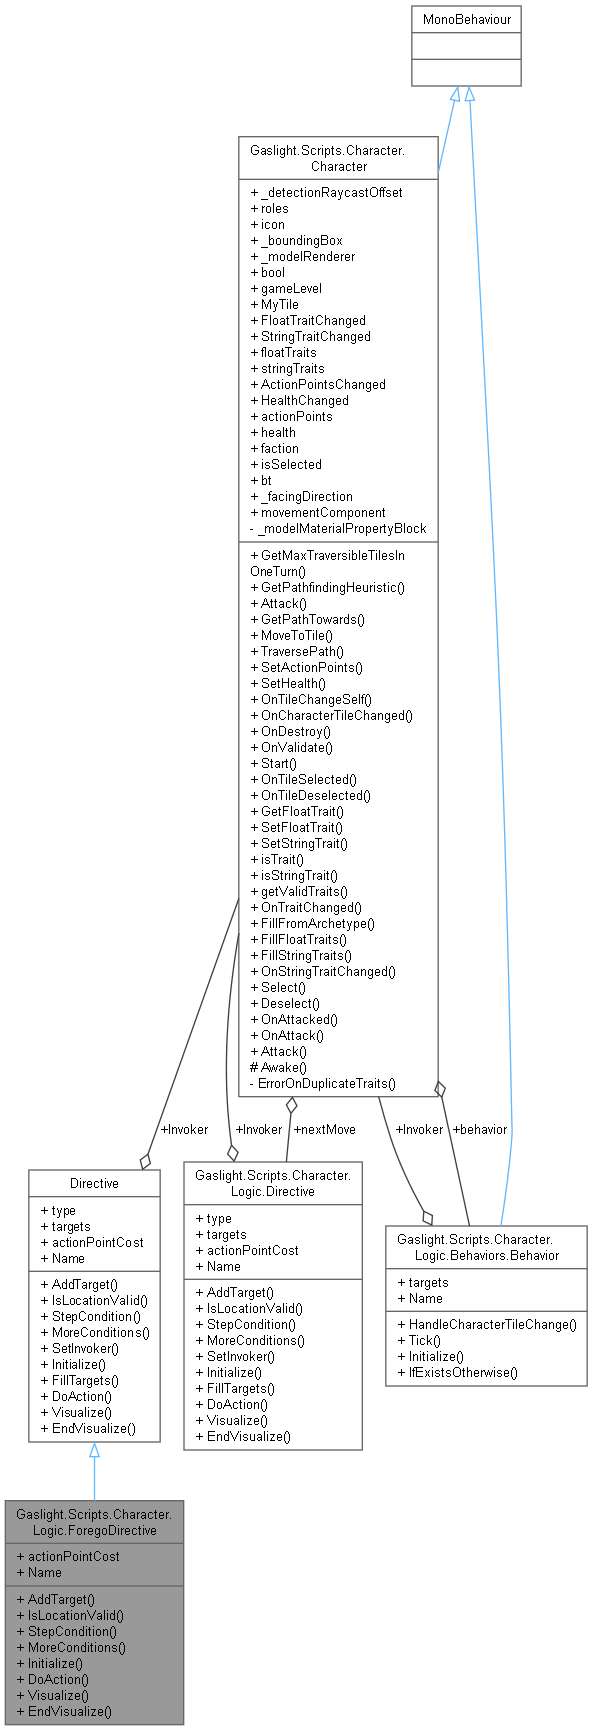 MonoBehaviour
Gaslight.Scripts.Character.
Character
+ _detectionRaycastOffset
+ roles
+ icon
+ _boundingBox
+ _modelRenderer
+ bool
+ gameLevel
+ MyTile
+ FloatTraitChanged
+ StringTraitChanged
+ floatTraits
+ stringTraits
+ ActionPointsChanged
+ HealthChanged
+ actionPoints
+ health
+ faction
+ isSelected
+ bt
+ _facingDirection
+ movementComponent
- _modelMaterialPropertyBlock
+ GetMaxTraversibleTilesIn
OneTurn()
+ GetPathfindingHeuristic()
+ Attack()
+ GetPathTowards()
+ MoveToTile()
+ TraversePath()
+ SetActionPoints()
+ SetHealth()
+ OnTileChangeSelf()
+ OnCharacterTileChanged()
+ OnDestroy()
+ OnValidate()
+ Start()
+ OnTileSelected()
+ OnTileDeselected()
+ GetFloatTrait()
+ SetFloatTrait()
+ SetStringTrait()
+ isTrait()
+ isStringTrait()
+ getValidTraits()
+ OnTraitChanged()
+ FillFromArchetype()
+ FillFloatTraits()
+ FillStringTraits()
+ OnStringTraitChanged()
+ Select()
+ Deselect()
+ OnAttacked()
+ OnAttack()
+ Attack()
# Awake()
- ErrorOnDuplicateTraits()
+Invoker
+Invoker
+nextMove
+Invoker
+behavior
Directive
+ type
+ targets
+ actionPointCost
+ Name
+ AddTarget()
+ IsLocationValid()
+ StepCondition()
+ MoreConditions()
+ SetInvoker()
+ Initialize()
+ FillTargets()
+ DoAction()
+ Visualize()
+ EndVisualize()
Gaslight.Scripts.Character.
Logic.Directive
+ type
+ targets
+ actionPointCost
+ Name
+ AddTarget()
+ IsLocationValid()
+ StepCondition()
+ MoreConditions()
+ SetInvoker()
+ Initialize()
+ FillTargets()
+ DoAction()
+ Visualize()
+ EndVisualize()
Gaslight.Scripts.Character.
Logic.Behaviors.Behavior
+ targets
+ Name
+ HandleCharacterTileChange()
+ Tick()
+ Initialize()
+ IfExistsOtherwise()
Gaslight.Scripts.Character.
Logic.ForegoDirective
+ actionPointCost
+ Name
+ AddTarget()
+ IsLocationValid()
+ StepCondition()
+ MoreConditions()
+ Initialize()
+ DoAction()
+ Visualize()
+ EndVisualize()